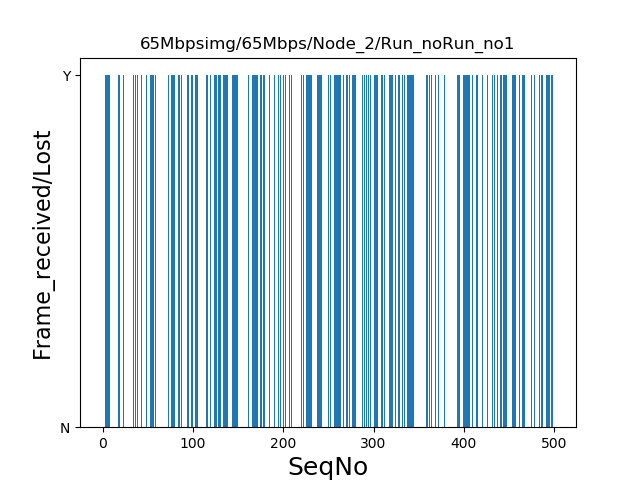 65Mbpsimg/65Mbps/Node_2/Run_noRun_no1
Y
Frame_received/Lost
N
0 100 200 300 400 500
SeqNo